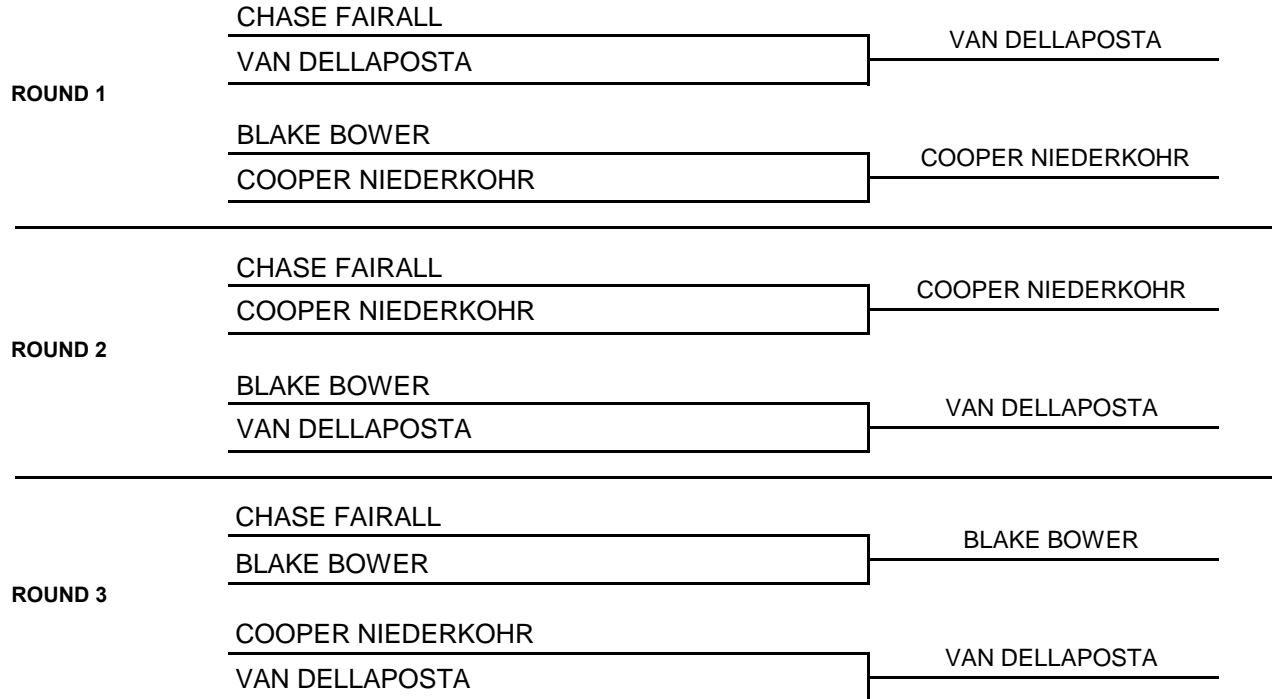 CHASE FAIRALL
VAN DELLAPOSTA
VAN DELLAPOSTA
ROUND 1
BLAKE BOWER
COOPER NIEDERKOHR
COOPER NIEDERKOHR
CHASE FAIRALL
COOPER NIEDERKOHR
COOPER NIEDERKOHR
ROUND 2
BLAKE BOWER
VAN DELLAPOSTA
VAN DELLAPOSTA
CHASE FAIRALL
BLAKE BOWER
BLAKE BOWER
ROUND 3
COOPER NIEDERKOHR
VAN DELLAPOSTA
VAN DELLAPOSTA